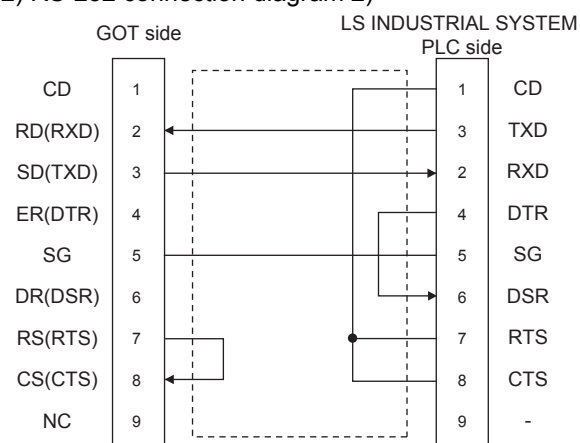 2) RS-232 connection diagram 2)
GOT side
LS INDUSTRIAL SYSTEM
PLC side
CD 1 1 CD
RD(RXD) 2 3 TXD
SD(TXD) 3 2 RXD
ER(DTR) 4 4 DTR
SG 5 5 SG
DR(DSR) 6 6 DSR
RS(RTS) 7 7 RTS
CS(CTS) 8 8 CTS
NC 9 9 -